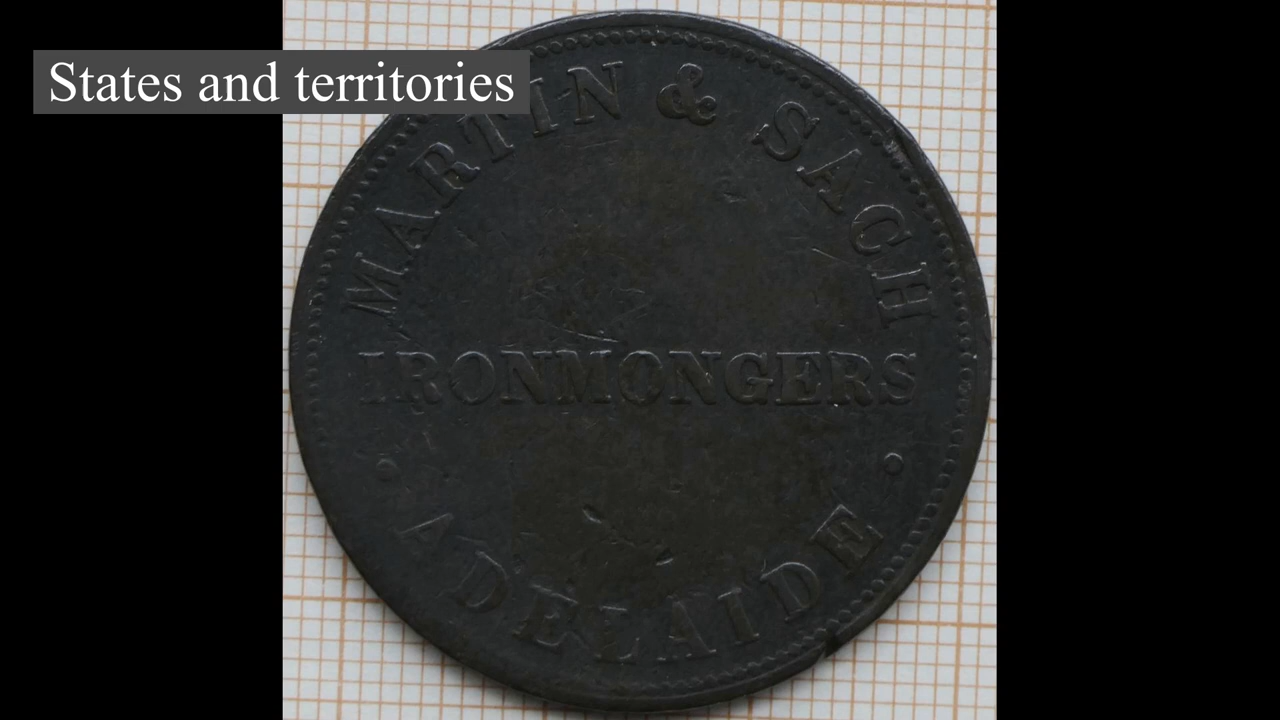 States and territories
MARTIN & SACH
IRONMONGERS
ADELAIDE